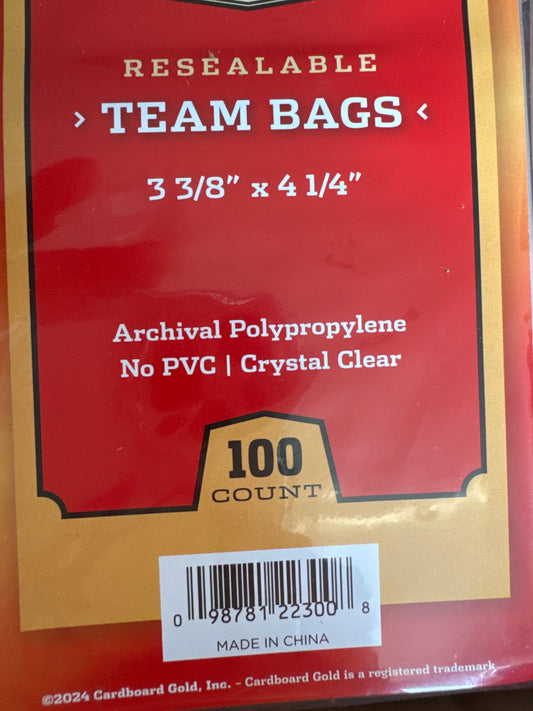 RESEALABLE
› TEAM BAGS ‹
3 3/8” x 4 1/4”
Archival Polypropylene
No PVC | Crystal Clear
100
COUNT
0 98781 22300 8
MADE IN CHINA
©2024 Cardboard Gold, Inc. – Cardboard Gold is a registered trademark